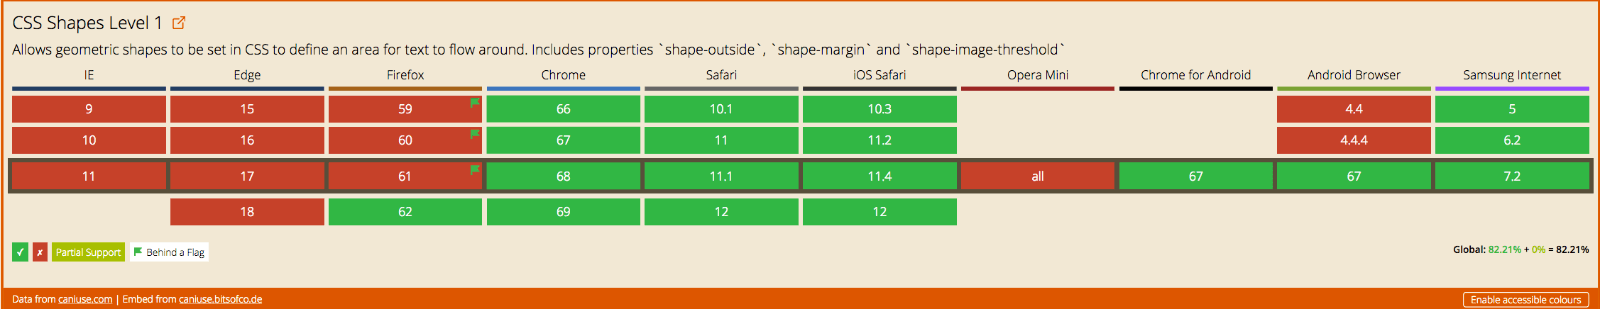 CSS Shapes Level 1
Allows geometric shapes to be set in CSS to define an area for text to flow around. Includes properties `shape-outside`, `shape-margin` and `shape-image-threshold`
IE Edge Firefox Chrome Safari iOS Safari Opera Mini Chrome for Android Android Browser Samsung Internet
9 15 59 66 10.1 10.3 4.4 5
10 16 60 67 11 11.2 4.4.4 6.2
11 17 61 68 11.1 11.4 all 67 67 7.2
18 62 69 12 12
✓ ✗ Partial Support Behind a Flag Global: 82.21% + 0% = 82.21%
Data from caniuse.com | Embed from caniuse.bitsofco.de Enable accessible colours